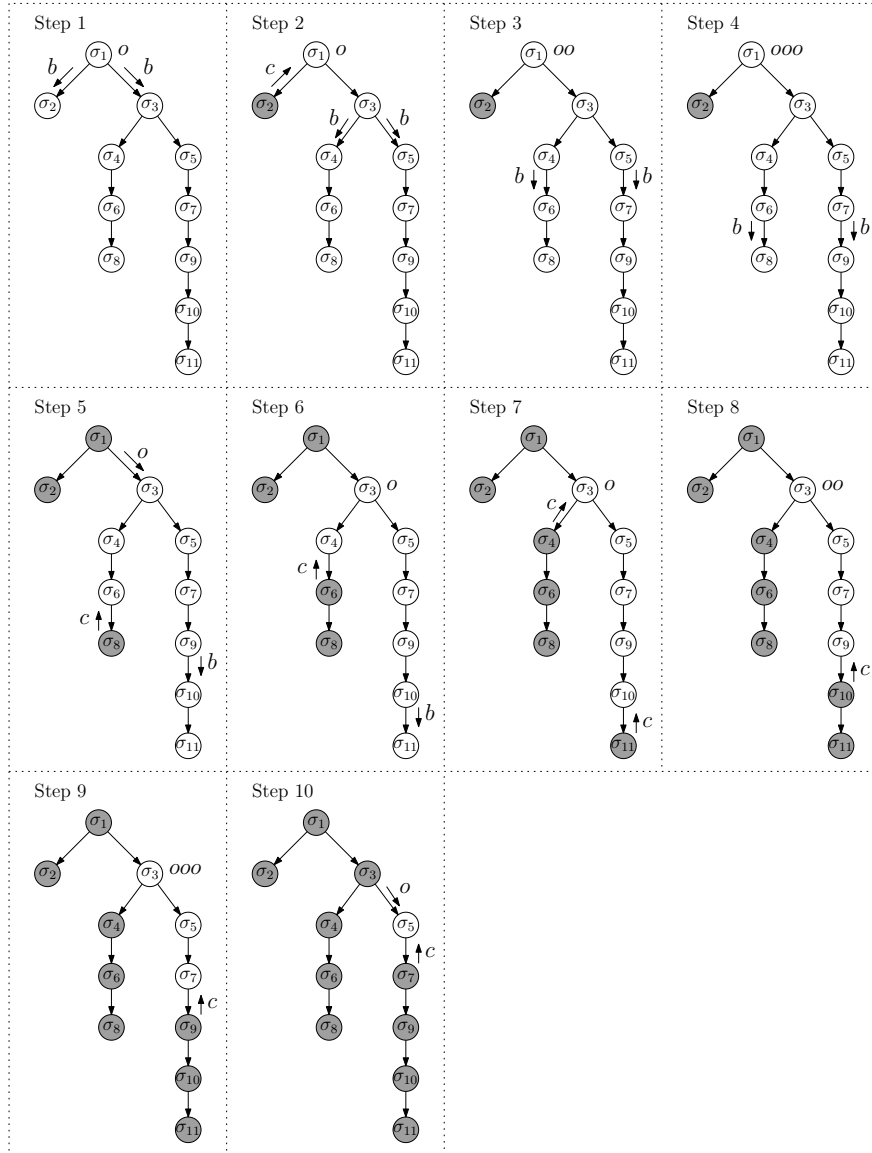 Step 1 Step 2 Step 3 Step 4
σ1 o σ1 o σ1 oo σ1 ooo
b b c
σ2 σ3 σ2 σ3 σ2 σ3 σ2 σ3
b b
σ4 σ5 σ4 σ5 σ4 σ5 σ4 σ5
b b
σ6 σ7 σ6 σ7 σ6 σ7 σ6 σ7
b b
σ8 σ9 σ8 σ9 σ8 σ9 σ8 σ9
σ10 σ10 σ10 σ10
σ11 σ11 σ11 σ11
Step 5 Step 6 Step 7 Step 8
σ1 σ1 σ1 σ1
o
σ2 σ3 σ2 σ3 o σ2 σ3 o σ2 σ3 oo
c
σ4 σ5 σ4 σ5 σ4 σ5 σ4 σ5
c
σ6 σ7 σ6 σ7 σ6 σ7 σ6 σ7
c
σ8 σ9 σ8 σ9 σ8 σ9 σ8 σ9
b c
σ10 σ10 σ10 σ10
b c
σ11 σ11 σ11 σ11
Step 9 Step 10
σ1 σ1
σ2 σ3 ooo σ2 σ3
o
σ4 σ5 σ4 σ5
c
σ6 σ7 σ6 σ7
c
σ8 σ9 σ8 σ9
σ10 σ10
σ11 σ11